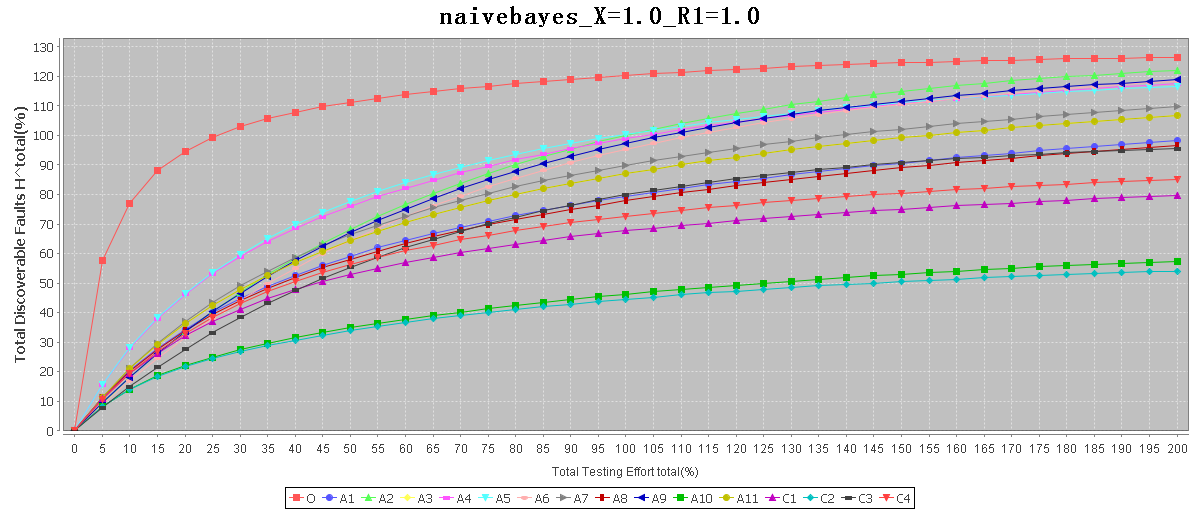 naivebayes_X=1.0_R1=1.0
Total Discoverable Faults H^total(%)
130
120
110
100
90
80
70
60
50
40
30
20
10
0
0 5 10 15 20 25 30 35 40 45 50 55 60 65 70 75 80 85 90 95 100 105 110 115 120 125 130 135 140 145 150 155 160 165 170 175 180 185 190 195 200
Total Testing Effort total(%)
O A1 A2 A3 A4 A5 A6 A7 A8 A9 A10 A11 C1 C2 C3 C4